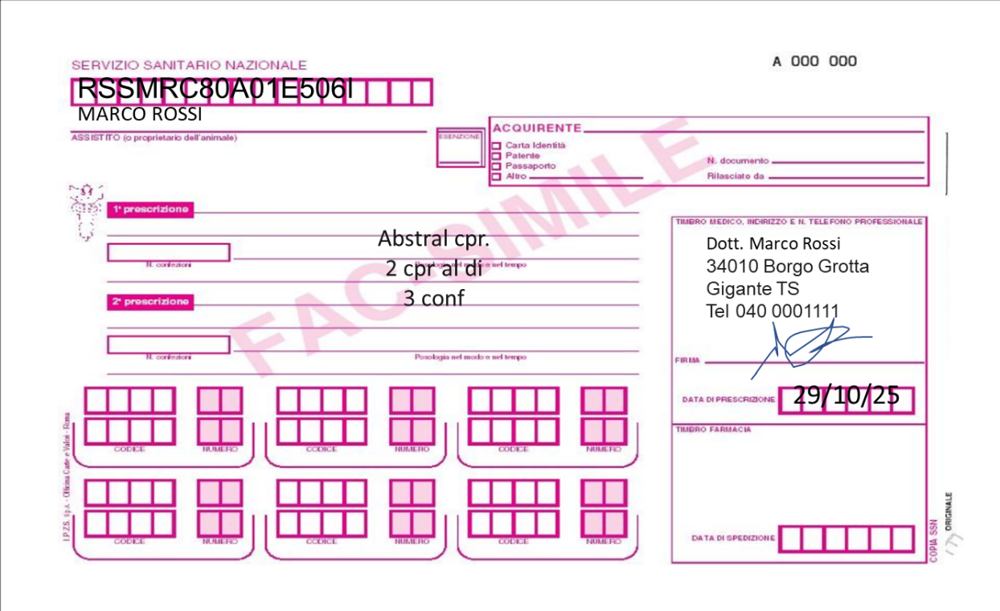 A 000 000
SERVIZIO SANITARIO NAZIONALE
RSSMRC80A01E506I
MARCO ROSSI
ASSISTITO (o proprietario dell'animale)
ESENZIONE
ACQUIRENTE
Carta Identità
Patente
Passaporto
Altro
N. documento
Rilasciato da
FAC-SIMILE
1ª prescrizione
Abstral cpr.
N. confezioni
Posologia nel modo e nel tempo
2 cpr al di
3 conf
2ª prescrizione
N. confezioni
Posologia nel modo e nel tempo
TIMBRO MEDICO, INDIRIZZO E N. TELEFONO PROFESSIONALE
Dott. Marco Rossi
34010 Borgo Grotta
Gigante TS
Tel 040 0001111
FIRMA
DATA DI PRESCRIZIONE
29/10/25
TIMBRO FARMACIA
DATA DI SPEDIZIONE
CODICE NUMERO CODICE NUMERO CODICE NUMERO
CODICE NUMERO CODICE NUMERO CODICE NUMERO
I.P.Z.S. s.p.a. - Officina Carte e Valori - Roma
COPIA SSN
ORIGINALE